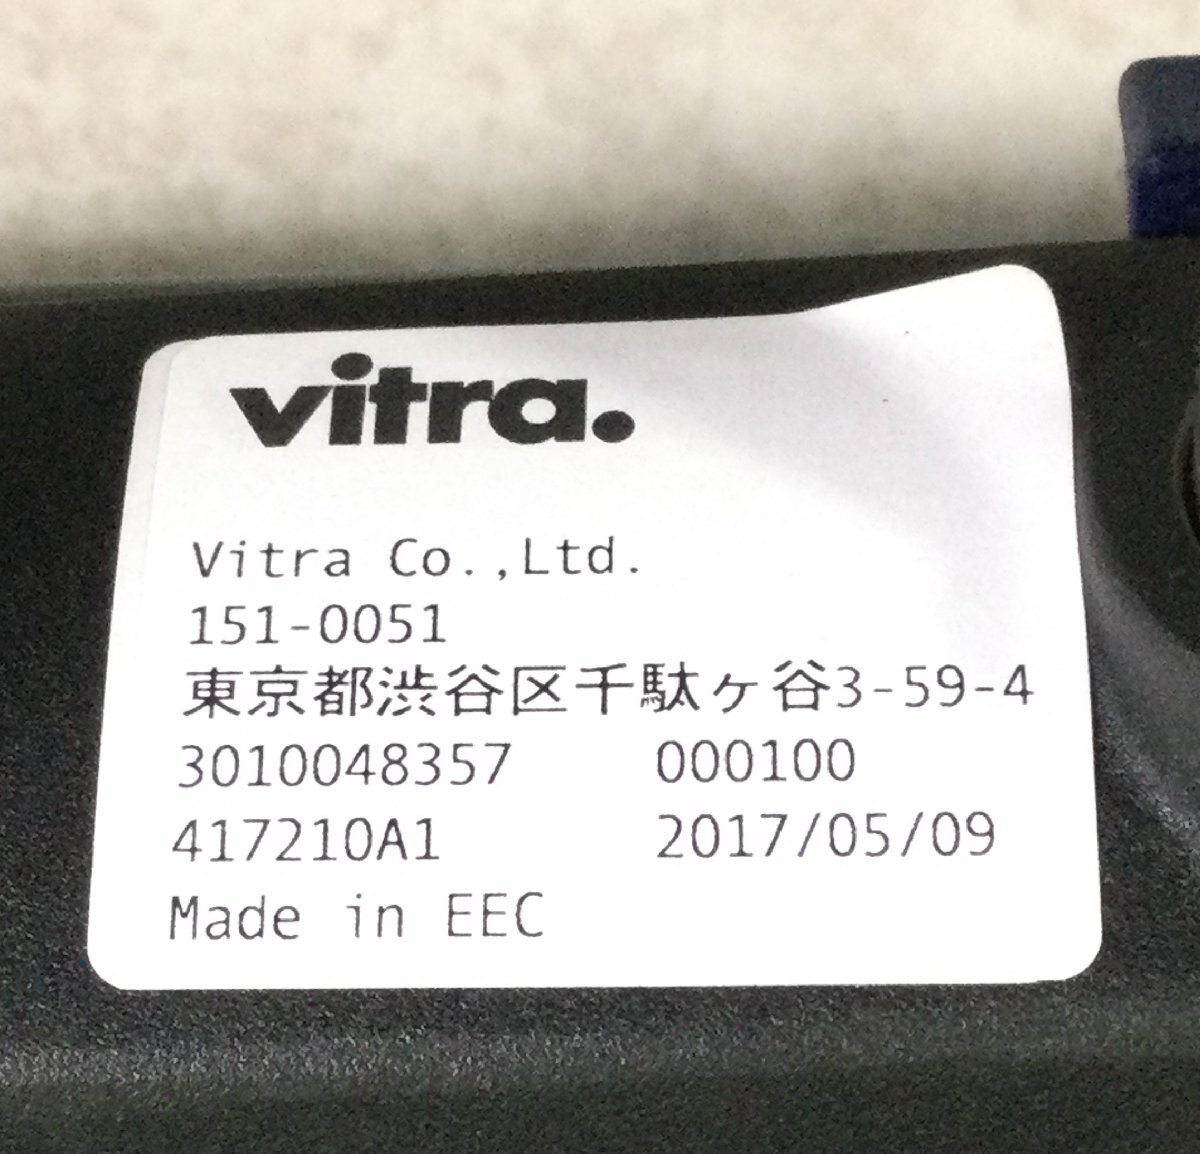 vitra.
Vitra Co.,Ltd.
151-0051
東京都渋谷区千駄ヶ谷3-59-4
3010048357 000100
417210A1 2017/05/09
Made in EEC